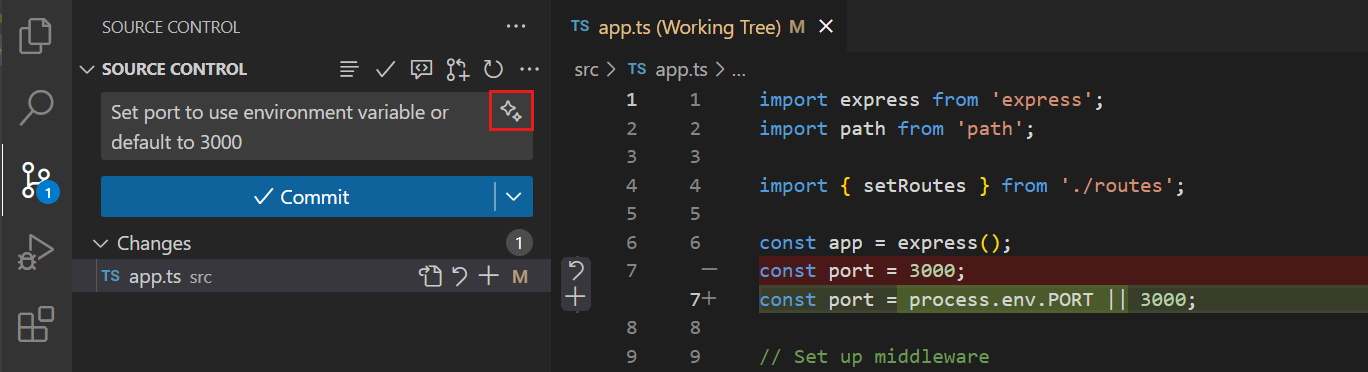 SOURCE CONTROL ...
SOURCE CONTROL ...
Set port to use environment variable or
default to 3000
✓ Commit
Changes 1
TS app.ts src M
1
TS app.ts (Working Tree) M
src > TS app.ts > ...
1 1 import express from 'express';
2 2 import path from 'path';
3 3
4 4 import { setRoutes } from './routes';
5 5
6 6 const app = express();
7 − const port = 3000;
7+ const port = process.env.PORT || 3000;
8 8
9 9 // Set up middleware